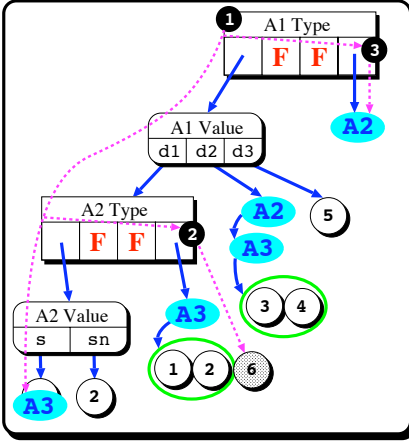 1
A1 Type
F F
3
A2
A1 Value
d1 d2 d3
A2 Type
F F
2
A2
5
A3
A3
3 4
A2 Value
s sn
1 2
6
A3
2